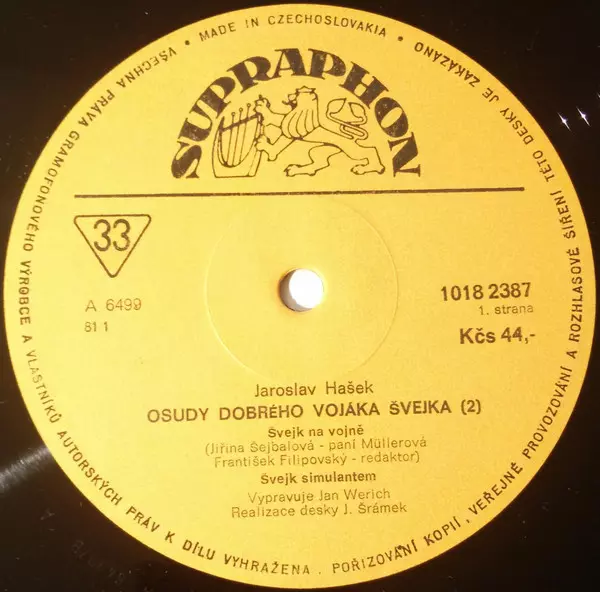 VŠECHNA PRÁVA GRAMOFONOVÉHO VÝROBCE A VLASTNÍKŮ AUTORSKÝCH PRÁV K DÍLU VYHRAŽENA . POŘIZOVÁNÍ KOPIÍ, VEŘEJNÉ PROVOZOVÁNÍ A ROZHLASOVÉ ŠÍŘENÍ TÉTO DESKY JE ZAKÁZÁNO
• MADE IN CZECHOSLOVAKIA •
SUPRAPHON
33
A 6499
81 1
1018 2387
1. strana
Kčs 44,-
Jaroslav Hašek
OSUDY DOBRÉHO VOJÁKA ŠVEJKA (2)
Švejk na vojně
(Jiřina Šejbalová - paní Müllerová
František Filipovský - redaktor)
Švejk simulantem
Vypravuje Jan Werich
Realizace desky J. Šrámek